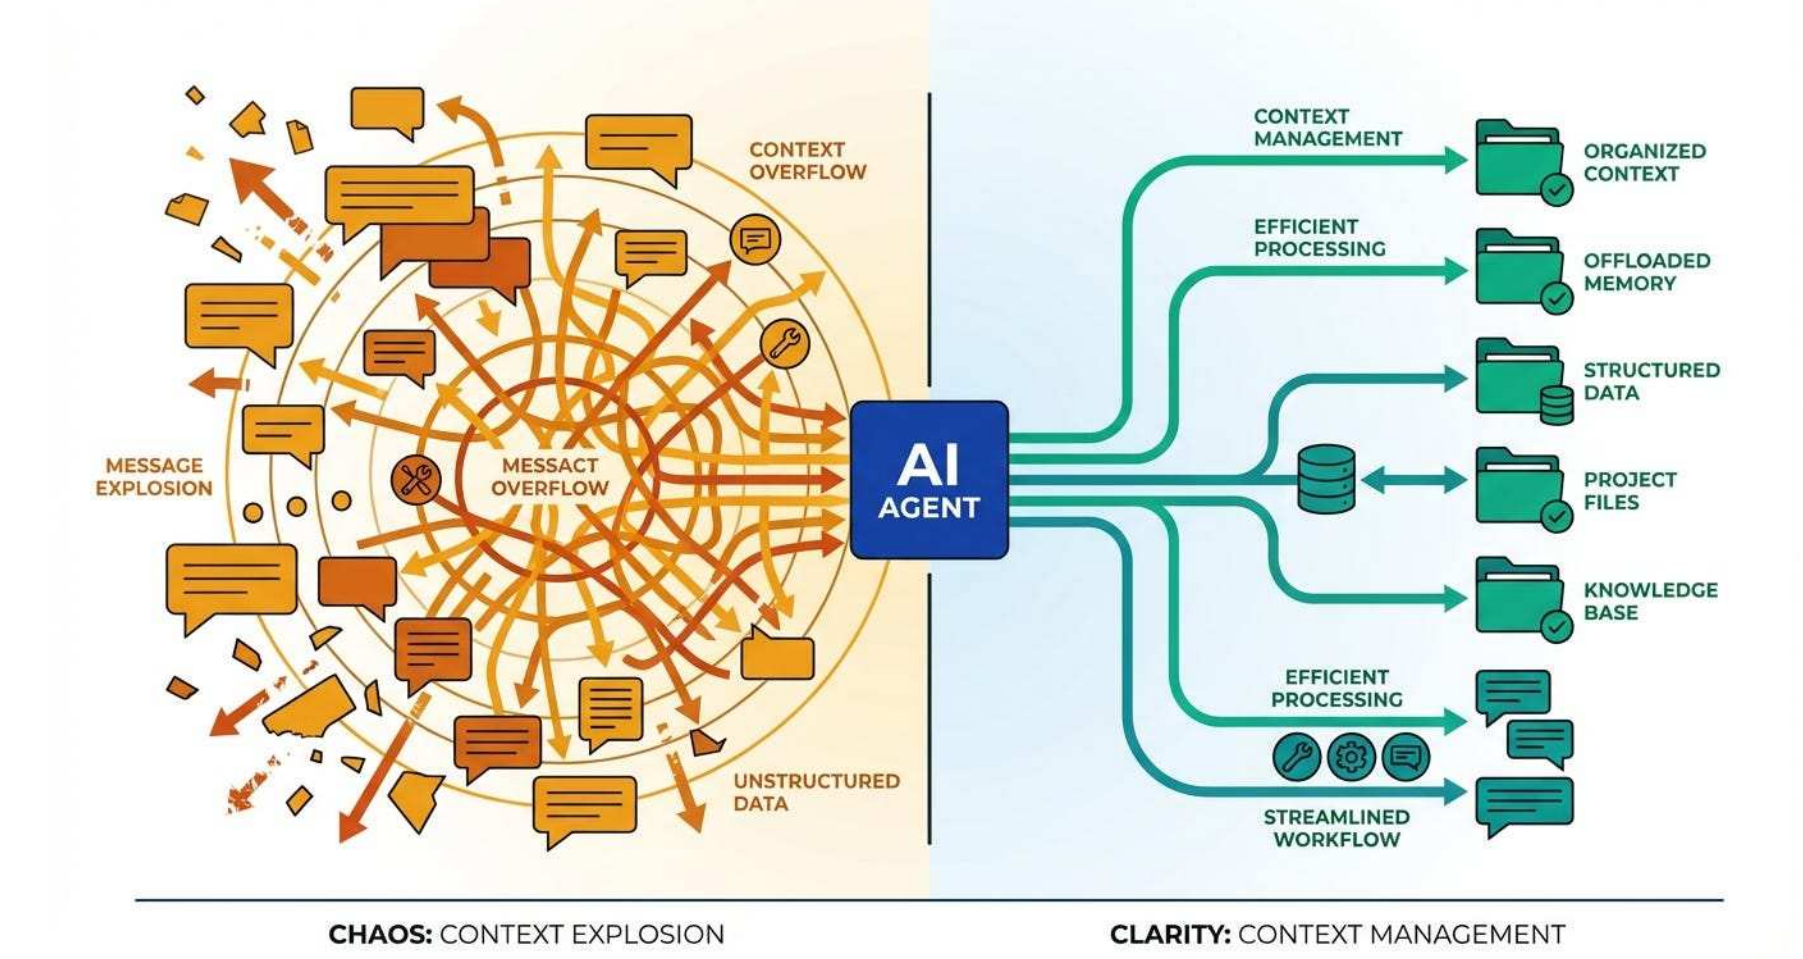 CONTEXT
OVERFLOW
MESSAGE
EXPLOSION
MESSACT
OVERFLOW
UNSTRUCTURED
DATA
AI
AGENT
CONTEXT
MANAGEMENT
EFFICIENT
PROCESSING
ORGANIZED
CONTEXT
OFFLOADED
MEMORY
STRUCTURED
DATA
PROJECT
FILES
KNOWLEDGE
BASE
EFFICIENT
PROCESSING
STREAMLINED
WORKFLOW
CHAOS: CONTEXT EXPLOSION
CLARITY: CONTEXT MANAGEMENT